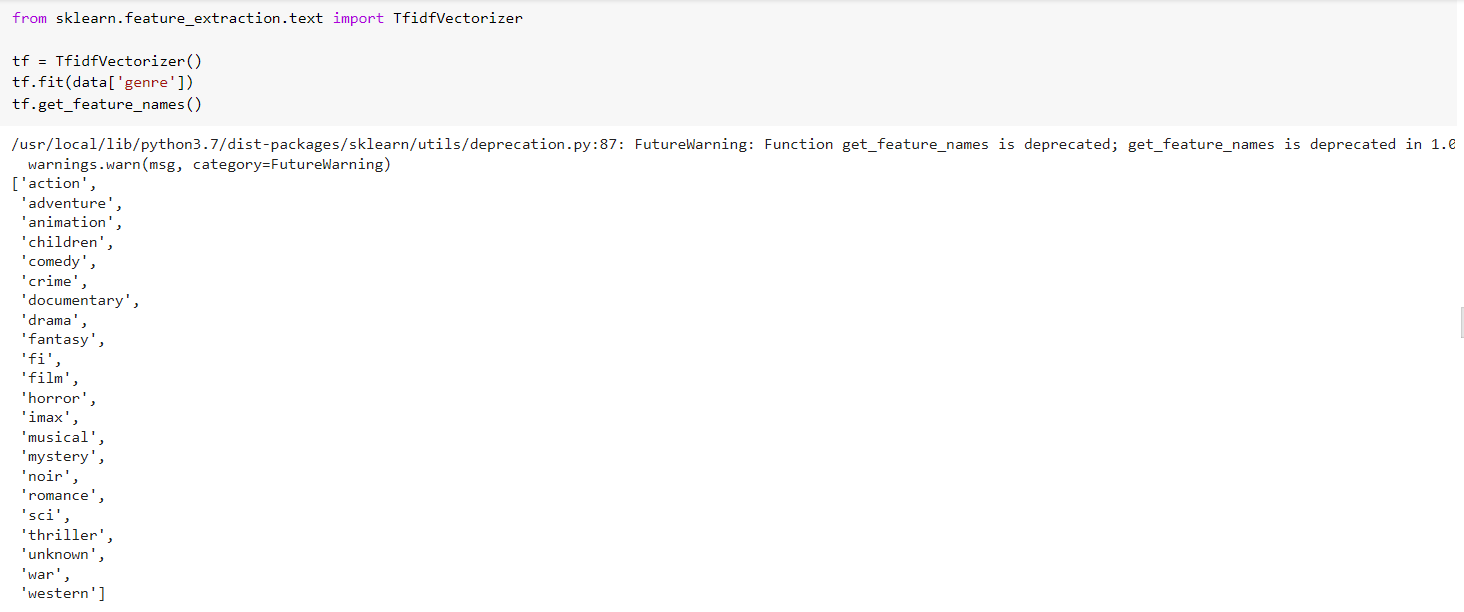 from sklearn.feature_extraction.text import TfidfVectorizer
tf = TfidfVectorizer()
tf.fit(data['genre'])
tf.get_feature_names()
/usr/local/lib/python3.7/dist-packages/sklearn/utils/deprecation.py:87: FutureWarning: Function get_feature_names is deprecated; get_feature_names is deprecated in 1.0
warnings.warn(msg, category=FutureWarning)
['action',
'adventure',
'animation',
'children',
'comedy',
'crime',
'documentary',
'drama',
'fantasy',
'fi',
'film',
'horror',
'imax',
'musical',
'mystery',
'noir',
'romance',
'sci',
'thriller',
'unknown',
'war',
'western']